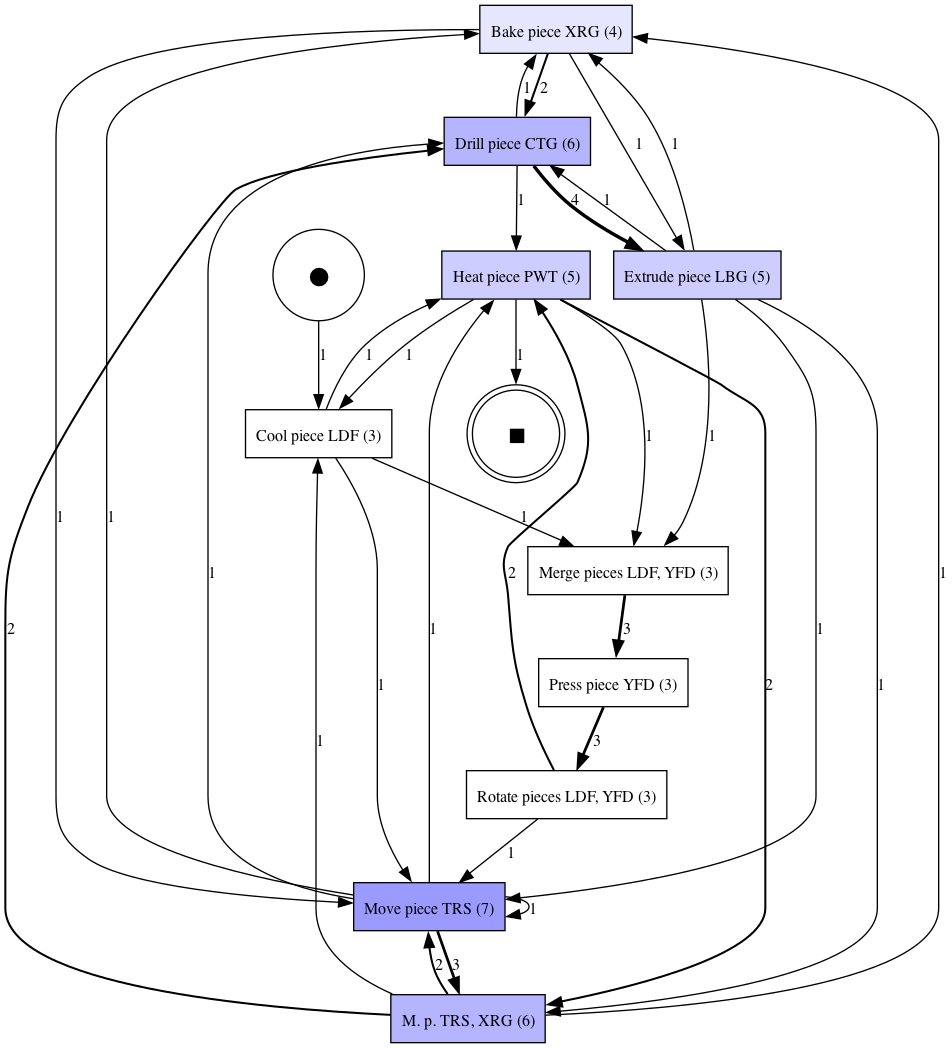 Bake piece XRG (4)
1 2
Drill piece CTG (6)
1 1
1 4 1
Heat piece PWT (5) Extrude piece LBG (5)
1 1 1 1
Cool piece LDF (3)
1 1
1 1 1 1
Merge pieces LDF, YFD (3)
1 2 1
2 1 3 1
Press piece YFD (3)
1 2 1
1 3
Rotate pieces LDF, YFD (3)
1
Move piece TRS (7) 1
2 3
M. p. TRS, XRG (6)